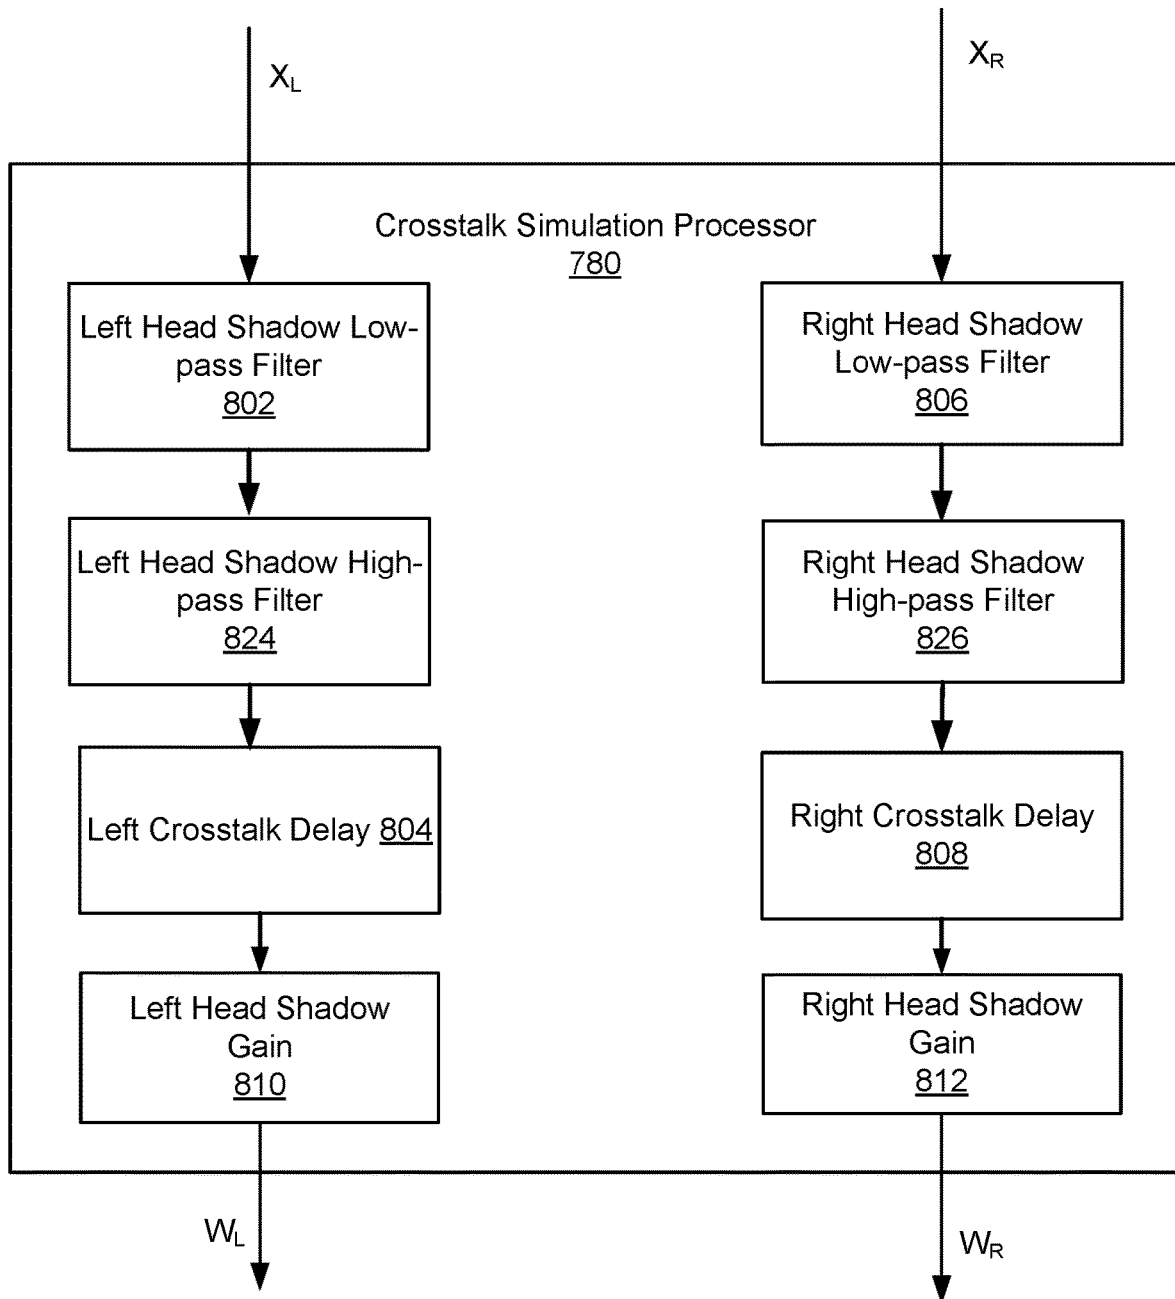 X_L
X_R
Crosstalk Simulation Processor
780
Left Head Shadow Low-
pass Filter
802
Right Head Shadow
Low-pass Filter
806
Left Head Shadow High-
pass Filter
824
Right Head Shadow
High-pass Filter
826
Left Crosstalk Delay 804
Right Crosstalk Delay
808
Left Head Shadow
Gain
810
Right Head Shadow
Gain
812
W_L
W_R